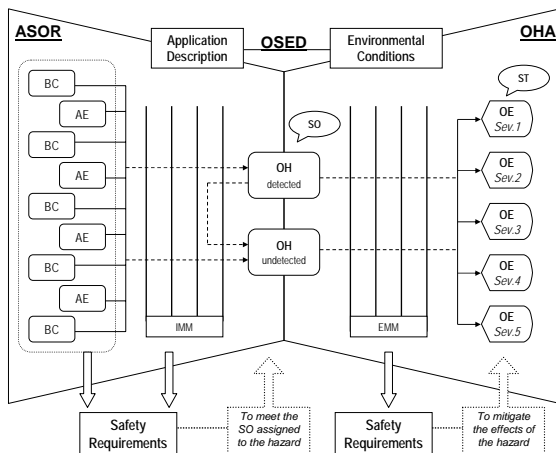 ASOR
Application
Description
OSED
Environmental
Conditions
OHA
BC
AE
BC
AE
BC
AE
BC
AE
BC
IMM
SO
OH
detected
OH
undetected
EMM
ST
OE
Sev.1
OE
Sev.2
OE
Sev.3
OE
Sev.4
OE
Sev.5
Safety
Requirements
To meet the
SO assigned
to the hazard
Safety
Requirements
To mitigate
the effects of
the hazard